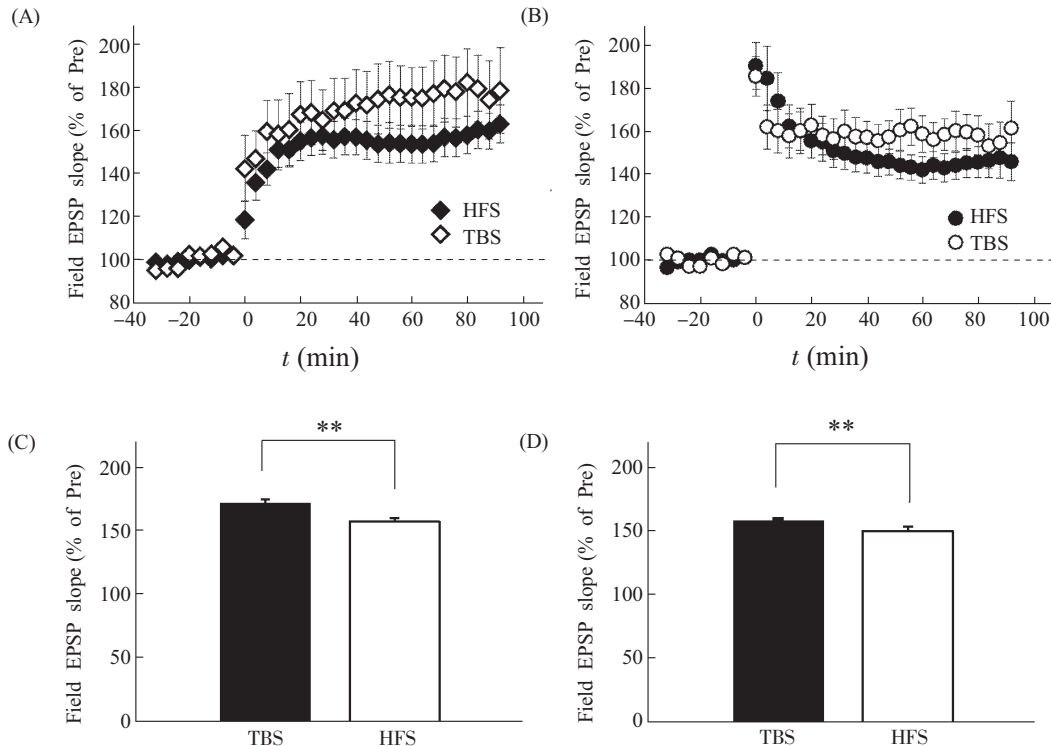 (A)
Field EPSP slope (% of Pre)
200
180
160
140
120
100
80
HFS
TBS
−40 −20 0 20 40 60 80 100
t (min)
(B)
Field EPSP slope (% of Pre)
200
180
160
140
120
100
80
HFS
TBS
−40 −20 0 20 40 60 80 100
t (min)
(C)
Field EPSP slope (% of Pre)
**
200
150
100
50
0
TBS HFS
(D)
Field EPSP slope (% of Pre)
**
200
150
100
50
0
TBS HFS